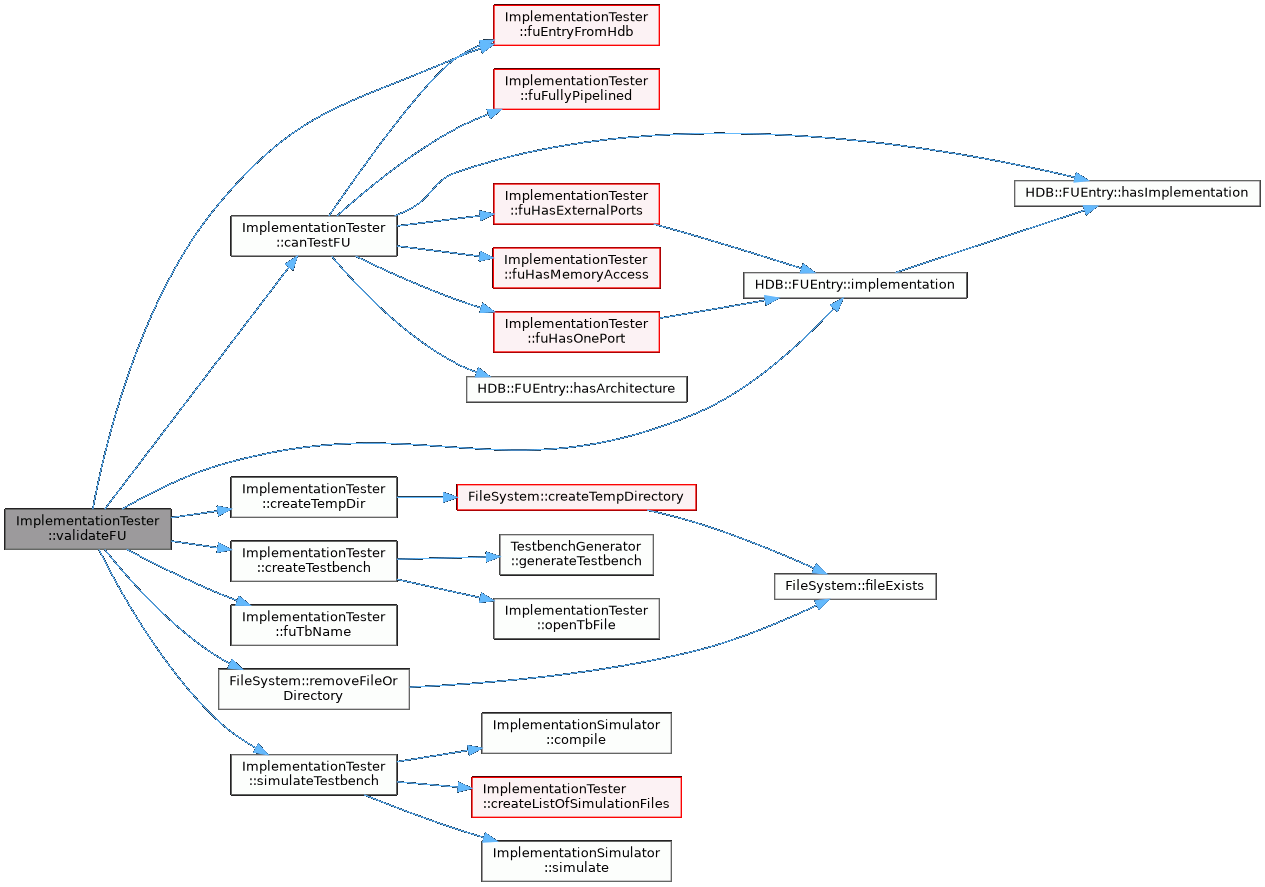 ImplementationTester
::fuEntryFromHdb
ImplementationTester
::fuFullyPipelined
HDB::FUEntry::hasImplementation
ImplementationTester
::fuHasExternalPorts
ImplementationTester
::canTestFU
ImplementationTester
::fuHasMemoryAccess
HDB::FUEntry::implementation
ImplementationTester
::fuHasOnePort
HDB::FUEntry::hasArchitecture
ImplementationTester
::createTempDir
FileSystem::createTempDirectory
ImplementationTester
::validateFU
TestbenchGenerator
::generateTestbench
ImplementationTester
::createTestbench
FileSystem::fileExists
ImplementationTester
::openTbFile
ImplementationTester
::fuTbName
FileSystem::removeFileOr
Directory
ImplementationSimulator
::compile
ImplementationTester
::simulateTestbench
ImplementationTester
::createListOfSimulationFiles
ImplementationSimulator
::simulate